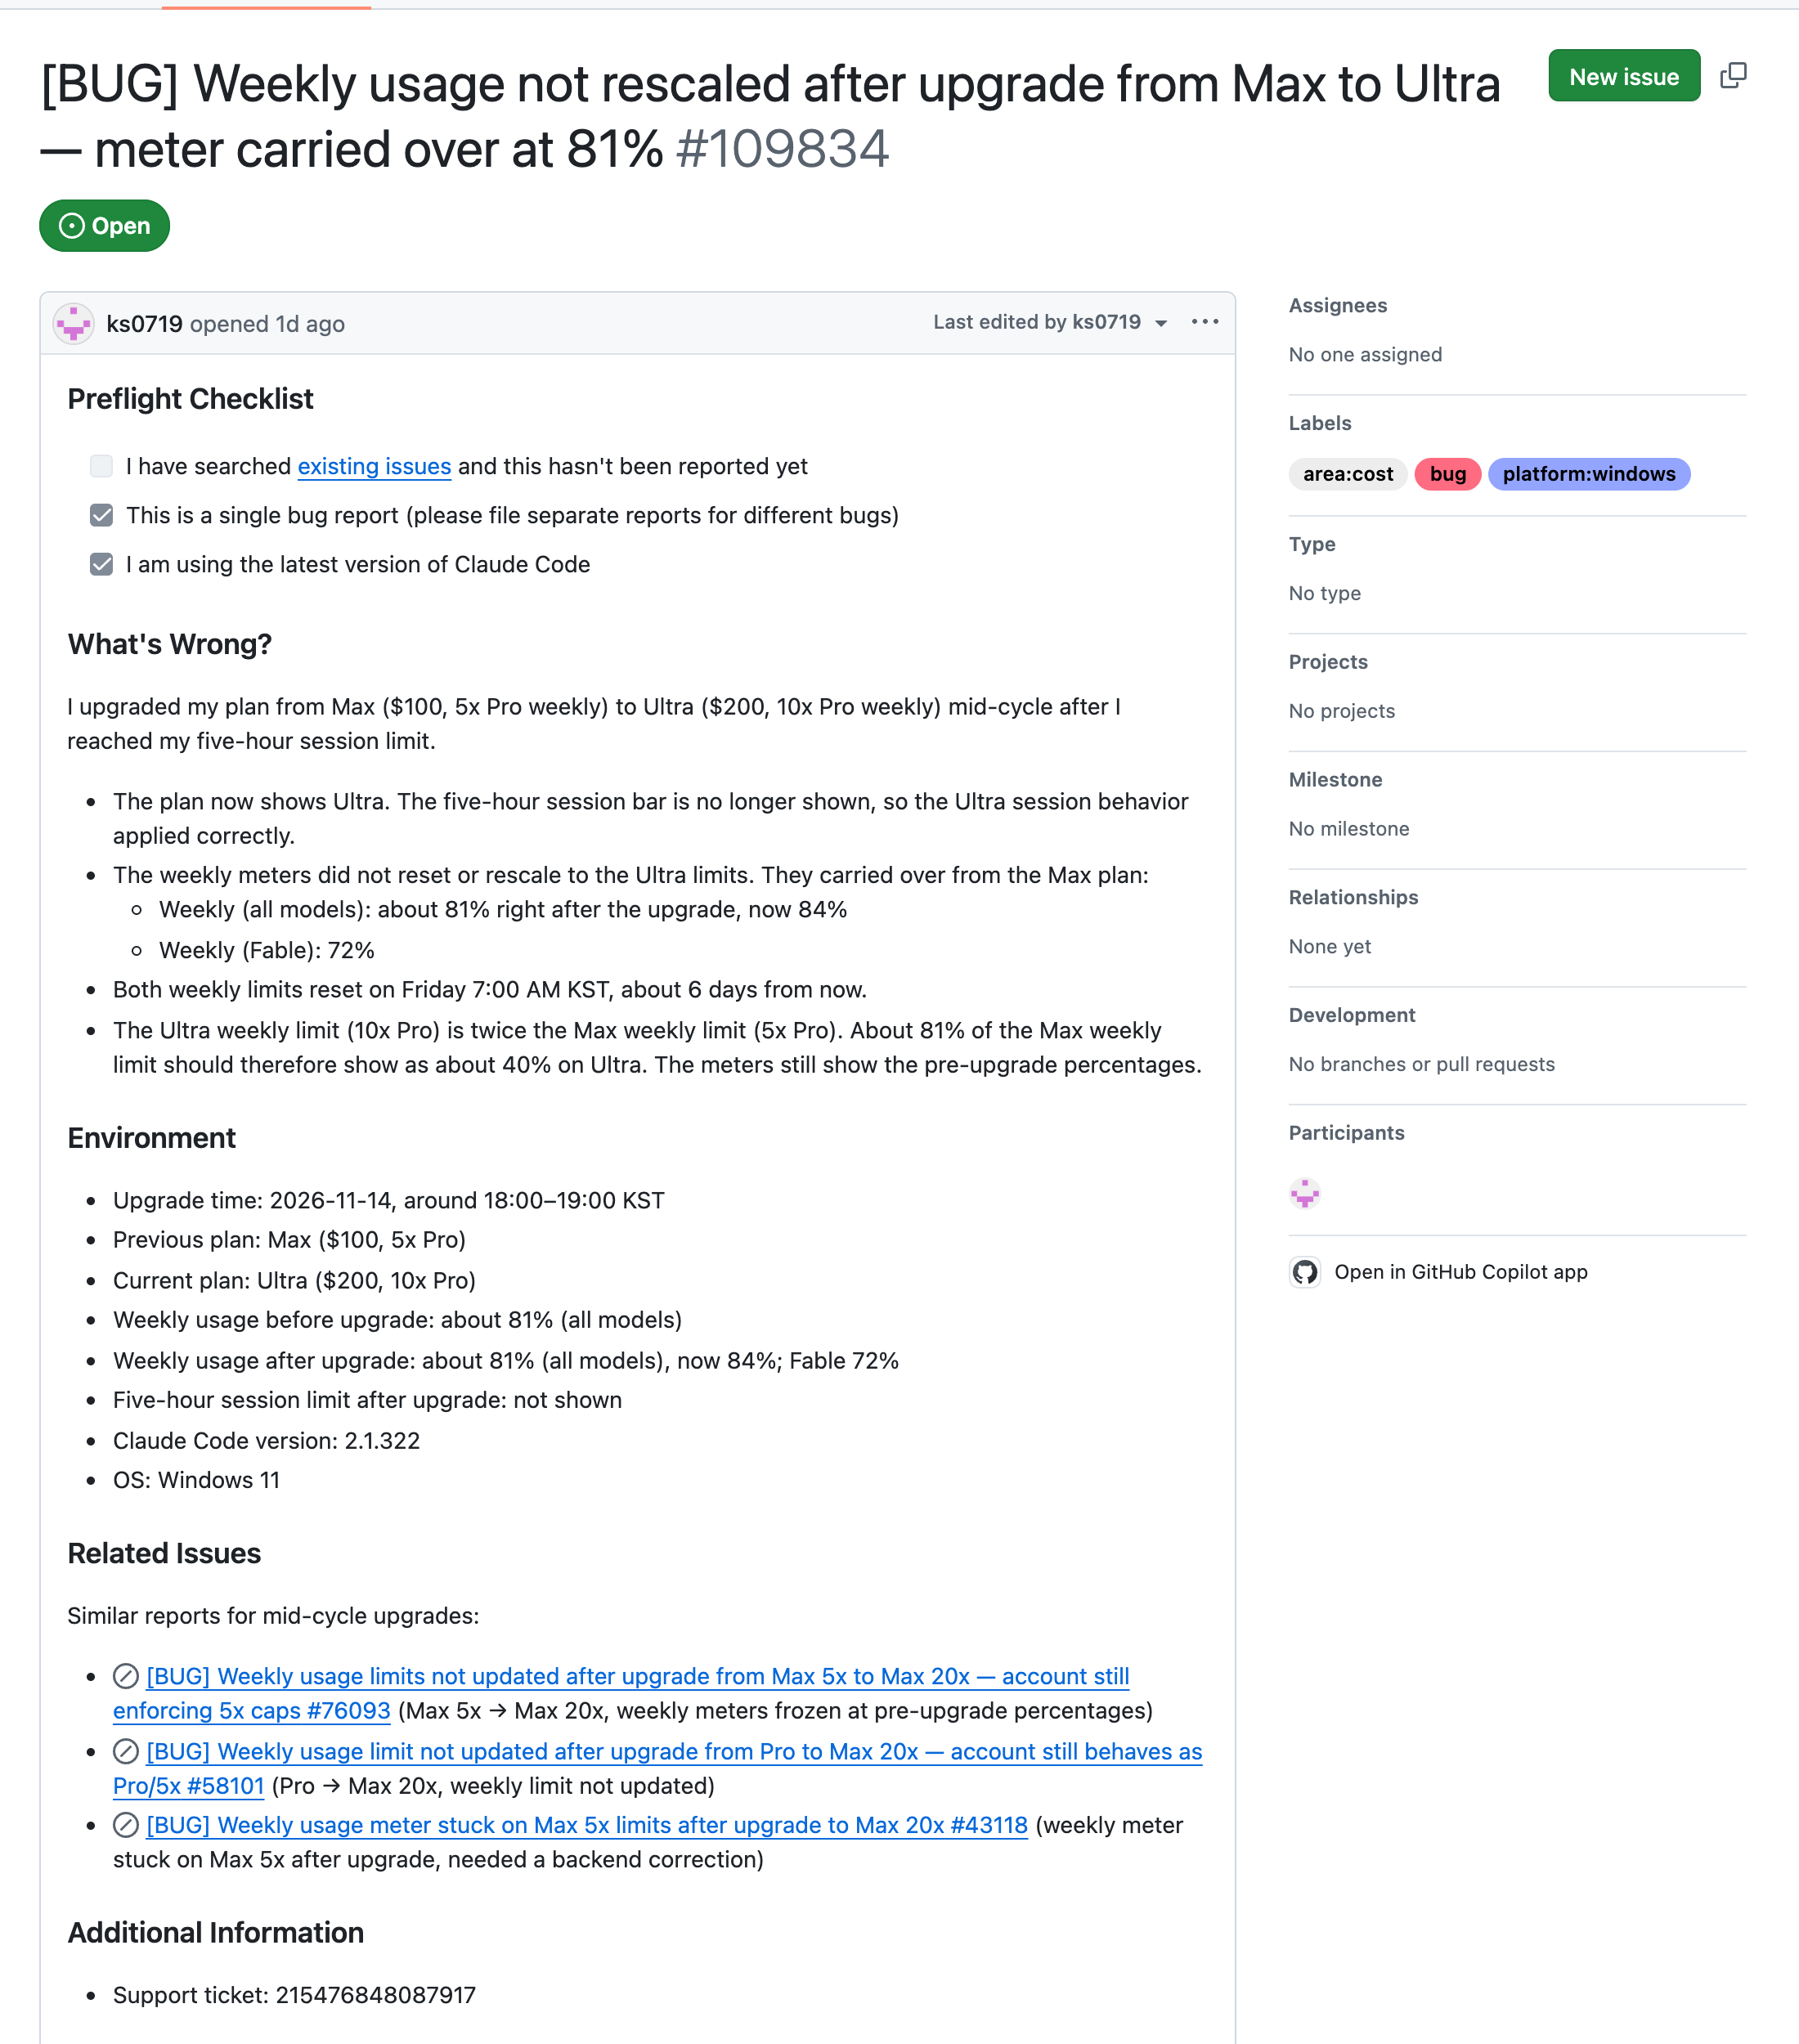 [BUG] Weekly usage not rescaled after upgrade from Max to Ultra
— meter carried over at 81% #109834
New issue
Open
ks0719 opened 1d ago
Last edited by ks0719
Preflight Checklist
I have searched existing issues and this hasn't been reported yet
This is a single bug report (please file separate reports for different bugs)
I am using the latest version of Claude Code
What's Wrong?
I upgraded my plan from Max ($100, 5x Pro weekly) to Ultra ($200, 10x Pro weekly) mid-cycle after I
reached my five-hour session limit.
• The plan now shows Ultra. The five-hour session bar is no longer shown, so the Ultra session behavior
applied correctly.
• The weekly meters did not reset or rescale to the Ultra limits. They carried over from the Max plan:
◦ Weekly (all models): about 81% right after the upgrade, now 84%
◦ Weekly (Fable): 72%
• Both weekly limits reset on Friday 7:00 AM KST, about 6 days from now.
• The Ultra weekly limit (10x Pro) is twice the Max weekly limit (5x Pro). About 81% of the Max weekly
limit should therefore show as about 40% on Ultra. The meters still show the pre-upgrade percentages.
Environment
• Upgrade time: 2026-11-14, around 18:00–19:00 KST
• Previous plan: Max ($100, 5x Pro)
• Current plan: Ultra ($200, 10x Pro)
• Weekly usage before upgrade: about 81% (all models)
• Weekly usage after upgrade: about 81% (all models), now 84%; Fable 72%
• Five-hour session limit after upgrade: not shown
• Claude Code version: 2.1.322
• OS: Windows 11
Related Issues
Similar reports for mid-cycle upgrades:
• [BUG] Weekly usage limits not updated after upgrade from Max 5x to Max 20x — account still
enforcing 5x caps #76093 (Max 5x → Max 20x, weekly meters frozen at pre-upgrade percentages)
• [BUG] Weekly usage limit not updated after upgrade from Pro to Max 20x — account still behaves as
Pro/5x #58101 (Pro → Max 20x, weekly limit not updated)
• [BUG] Weekly usage meter stuck on Max 5x limits after upgrade to Max 20x #43118 (weekly meter
stuck on Max 5x after upgrade, needed a backend correction)
Additional Information
• Support ticket: 215476848087917
Assignees
No one assigned
Labels
area:cost bug platform:windows
Type
No type
Projects
No projects
Milestone
No milestone
Relationships
None yet
Development
No branches or pull requests
Participants
Open in GitHub Copilot app